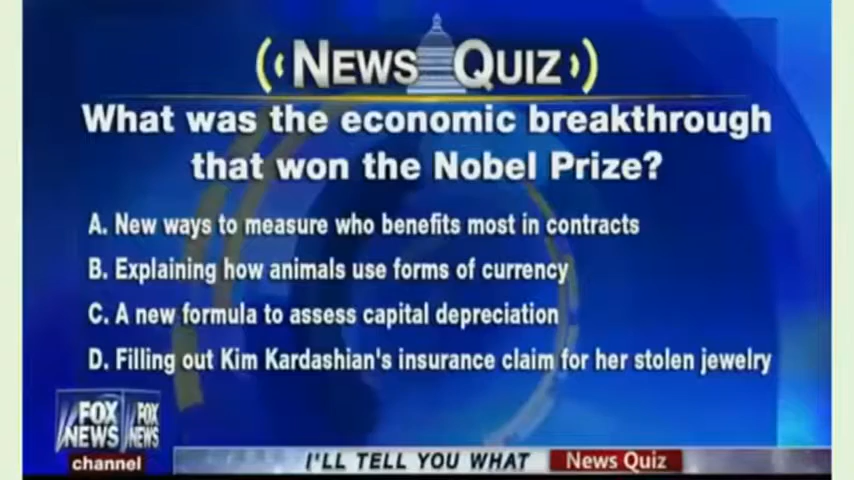 NEWS QUIZ
What was the economic breakthrough
that won the Nobel Prize?
A. New ways to measure who benefits most in contracts
B. Explaining how animals use forms of currency
C. A new formula to assess capital depreciation
D. Filling out Kim Kardashian's insurance claim for her stolen jewelry
FOX NEWS channel
FOX NEWS
I'LL TELL YOU WHAT News Quiz